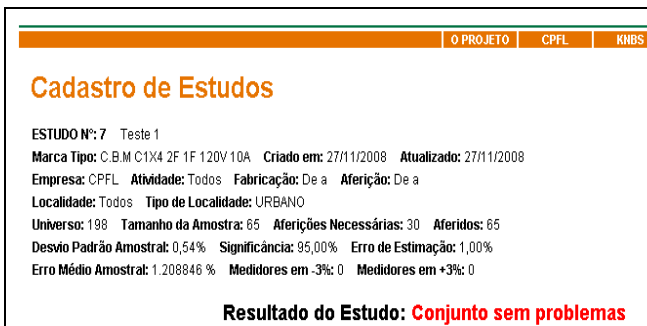 O PROJETO CPFL KNBS
Cadastro de Estudos
ESTUDO Nº: 7 Teste 1
Marca Tipo: C.B.M C1X4 2F 1F 120V 10A Criado em: 27/11/2008 Atualizado: 27/11/2008
Empresa: CPFL Atividade: Todos Fabricação: De a Aferição: De a
Localidade: Todos Tipo de Localidade: URBANO
Universo: 198 Tamanho da Amostra: 65 Aferições Necessárias: 30 Aferidos: 65
Desvio Padrão Amostral: 0,54% Significância: 95,00% Erro de Estimação: 1,00%
Erro Médio Amostral: 1.208846 % Medidores em -3%: 0 Medidores em +3%: 0
Resultado do Estudo: Conjunto sem problemas